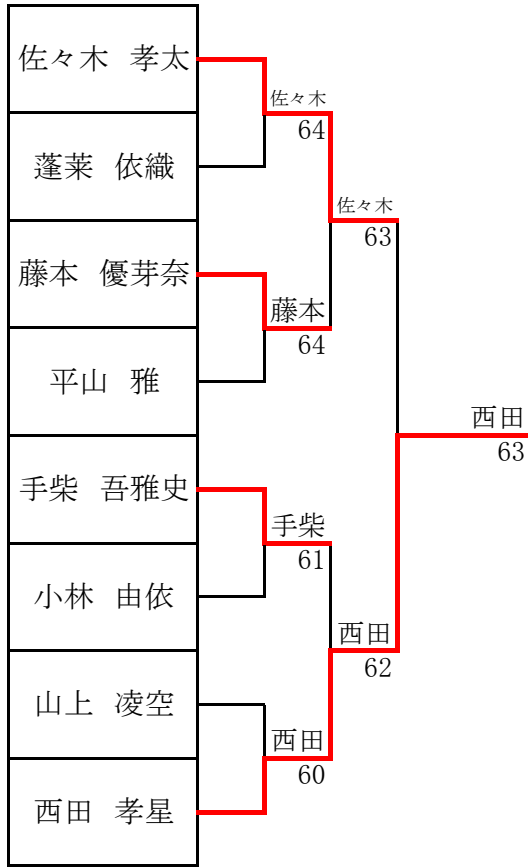 佐々木 孝太
蓬莱 依織
藤本 優芽奈
平山 雅
手柴 吾雅史
小林 由依
山上 凌空
西田 孝星
佐々木
64
藤本
64
手柴
61
西田
60
佐々木
63
西田
62
西田
63